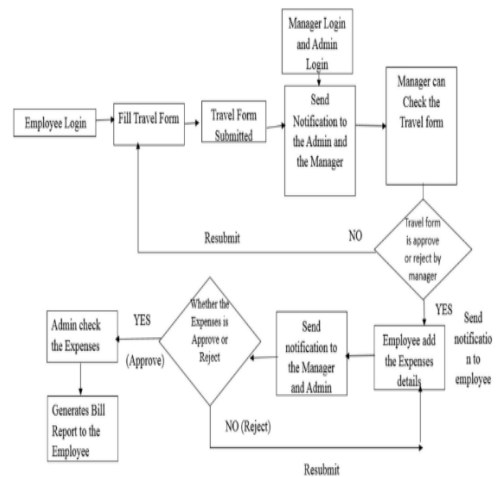 Manager Login
and Admin
Login
Employee Login
Fill Travel Form
Travel Form
Submitted
Send
Notification to
the Admin and
the Manager
Manager can
Check the
Travel form
Resubmit
NO
Travel form
is approve
or reject by
manager
YES
Send
notificatio
n to
employee
Employee add
the Expenses
details
Send
notification to
the Manager
and Admin
Whether the
Expenses is
Approve or
Reject
YES
(Approve)
Admin check
the Expenses
Generates Bill
Report to the
Employee
NO (Reject)
Resubmit